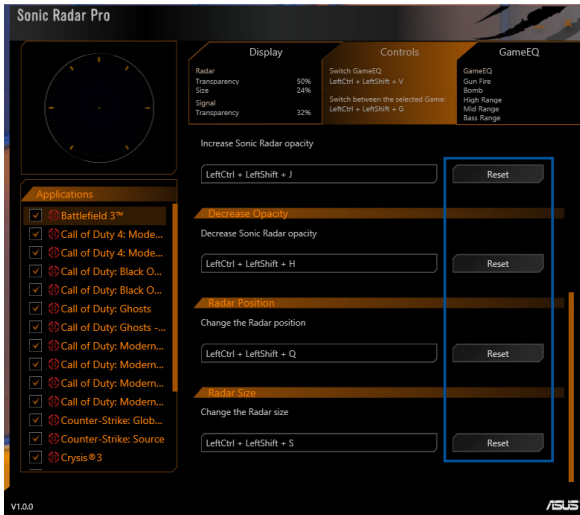 Sonic Radar Pro
Display
Radar
Transparency 50%
Size 24%
Signal
Transparency 32%
Controls
Switch GameEQ
LeftCtrl + LeftShift + V
Switch between the selected Game
LeftCtrl + LeftShift + G
GameEQ
GameEQ
Gun Fire
Bomb
High Range
Mid Range
Bass Range
Applications
Battlefield 3™
Call of Duty 4: Mode...
Call of Duty 4: Mode...
Call of Duty: Black O...
Call of Duty: Black O...
Call of Duty: Ghosts
Call of Duty: Ghosts -...
Call of Duty: Modern...
Call of Duty: Modern...
Call of Duty: Modern...
Call of Duty: Modern...
Counter-Strike: Glob...
Counter-Strike: Source
Crysis®3
Increase Sonic Radar opacity
LeftCtrl + LeftShift + J Reset
Decrease Opacity
Decrease Sonic Radar opacity
LeftCtrl + LeftShift + H Reset
Radar Position
Change the Radar position
LeftCtrl + LeftShift + Q Reset
Radar Size
Change the Radar size
LeftCtrl + LeftShift + S Reset
V1.0.0
ASUS